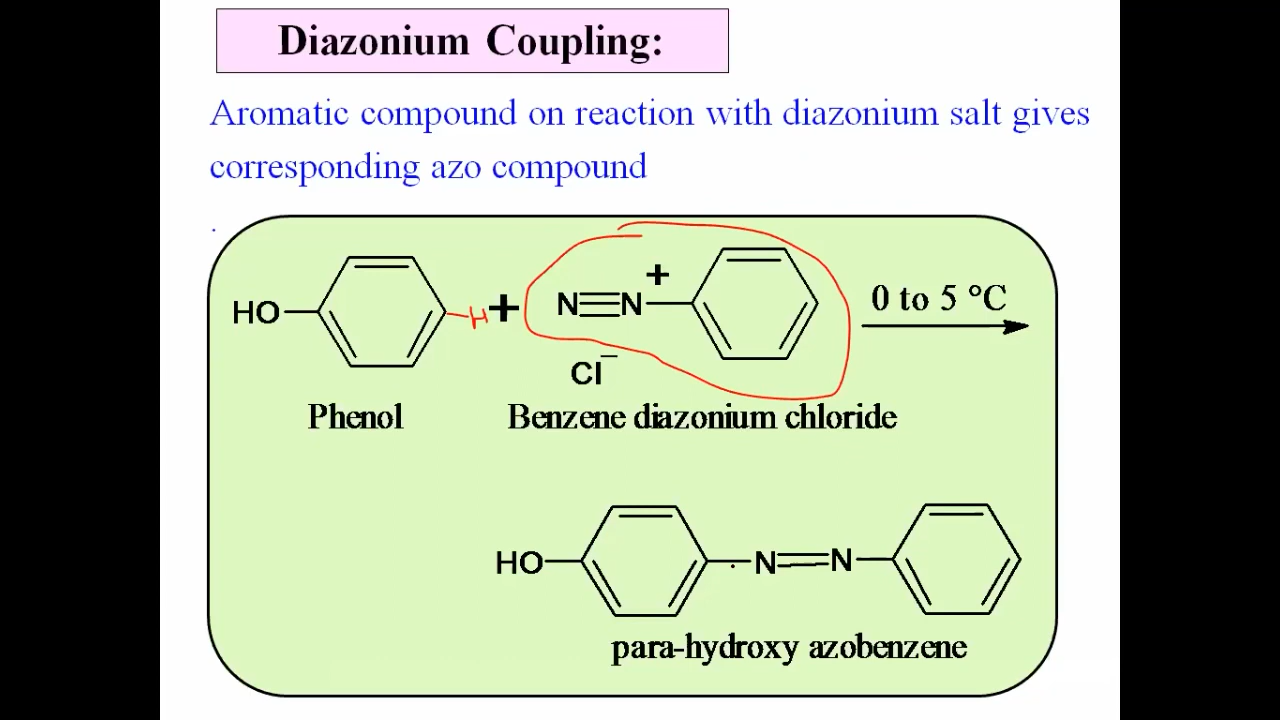 Diazonium Coupling:
Aromatic compound on reaction with diazonium salt gives
corresponding azo compound
.
HO H + N N + 0 to 5 °C
Cl −
Phenol Benzene diazonium chloride
HO N N
para-hydroxy azobenzene